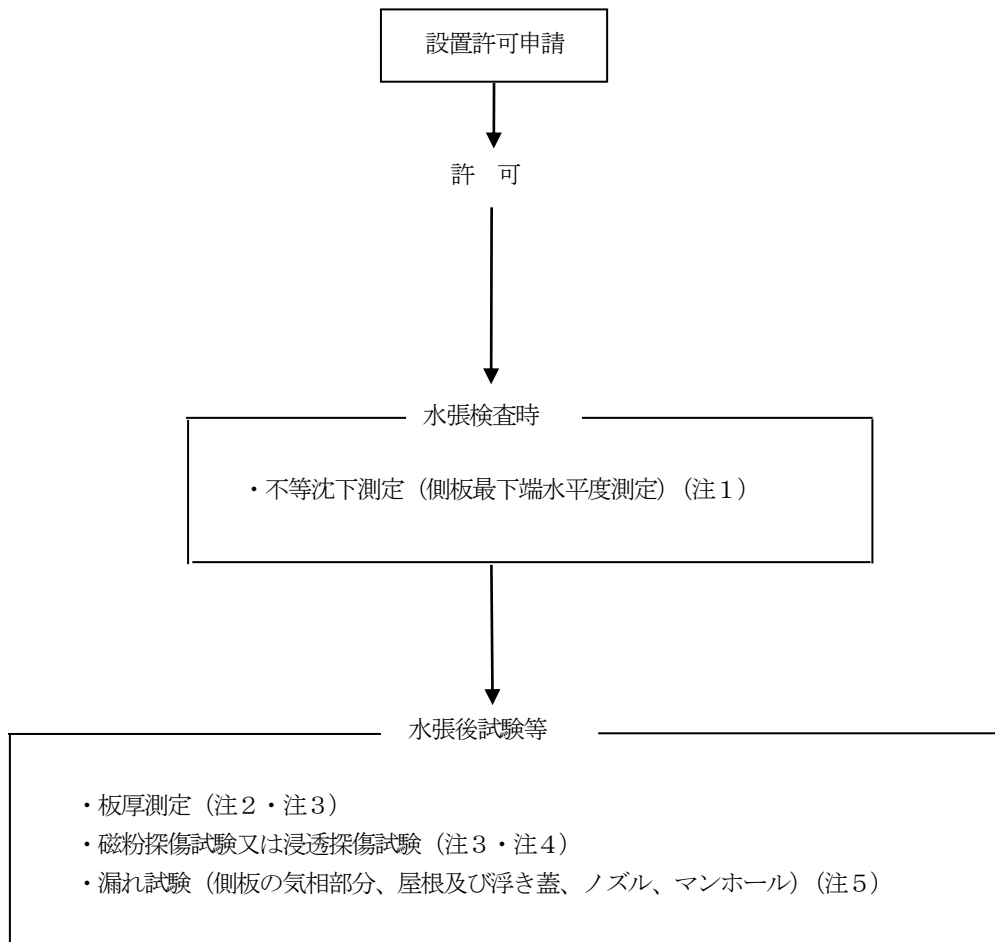 設置許可申請
許　可
水張検査時
・不等沈下測定（側板最下端水平度測定）（注１）
水張後試験等
・板厚測定（注２・注３）
・磁粉探傷試験又は浸透探傷試験（注３・注４）
・漏れ試験（側板の気相部分、屋根及び浮き蓋、ノズル、マンホール）（注５）